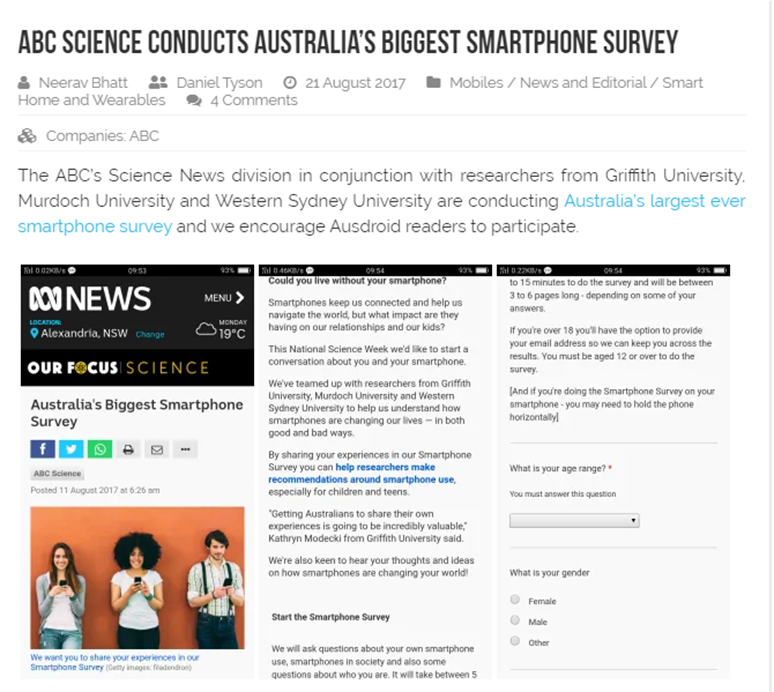 ABC SCIENCE CONDUCTS AUSTRALIA'S BIGGEST SMARTPHONE SURVEY
Neerav Bhatt Daniel Tyson 21 August 2017 Mobiles / News and Editorial / Smart
Home and Wearables 4 Comments
Companies: ABC
The ABC's Science News division in conjunction with researchers from Griffith University,
Murdoch University and Western Sydney University are conducting Australia's largest ever
smartphone survey and we encourage Ausdroid readers to participate.
0.02KB/s 09:53 93%
NEWS MENU
LOCATION:
Alexandria, NSW Change
MONDAY
19°C
OUR FOCUS SCIENCE
Australia's Biggest Smartphone
Survey
ABC Science
Posted 11 August 2017 at 6:26 am
We want you to share your experiences in our
Smartphone Survey (Getty images: filadendron)
0.46KB/s 09:54 93%
Could you live without your smartphone?
Smartphones keep us connected and help us
navigate the world, but what impact are they
having on our relationships and our kids?
This National Science Week we'd like to start a
conversation about you and your smartphone.
We've teamed up with researchers from Griffith
University, Murdoch University and Western
Sydney University to help us understand how
smartphones are changing our lives — in both
good and bad ways.
By sharing your experiences in our Smartphone
Survey you can help researchers make
recommendations around smartphone use,
especially for children and teens.
"Getting Australians to share their own
experiences is going to be incredibly valuable,"
Kathryn Modecki from Griffith University said.
We're also keen to hear your thoughts and ideas
on how smartphones are changing your world!
Start the Smartphone Survey
We will ask questions about your own smartphone
use, smartphones in society and also some
questions about who you are. It will take between 5
0.22KB/s 09:54 93%
to 15 minutes to do the survey and will be between
3 to 6 pages long - depending on some of your
answers.
If you're over 18 you'll have the option to provide
your email address so we can keep you across the
results. You must be aged 12 or over to do the
survey.
[And if you're doing the Smartphone Survey on your
smartphone - you may need to hold the phone
horizontally]
What is your age range? *
You must answer this question
What is your gender
Female
Male
Other